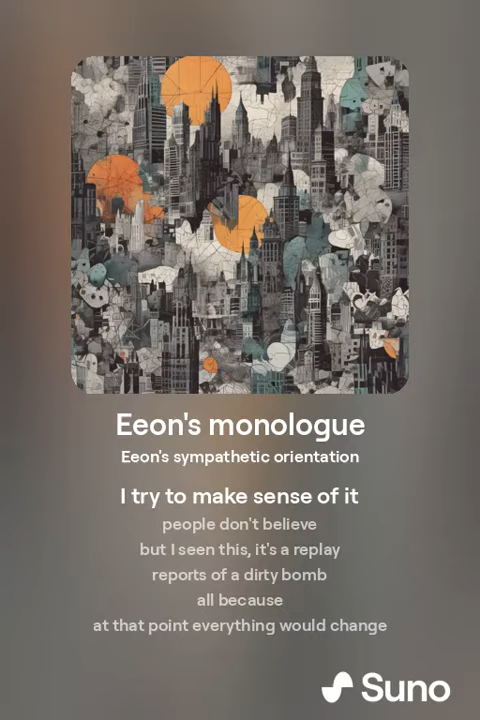 Eeon's monologue
Eeon's sympathetic orientation
I try to make sense of it
people don't believe
but I seen this, it's a replay
reports of a dirty bomb
all because
at that point everything would change
Suno